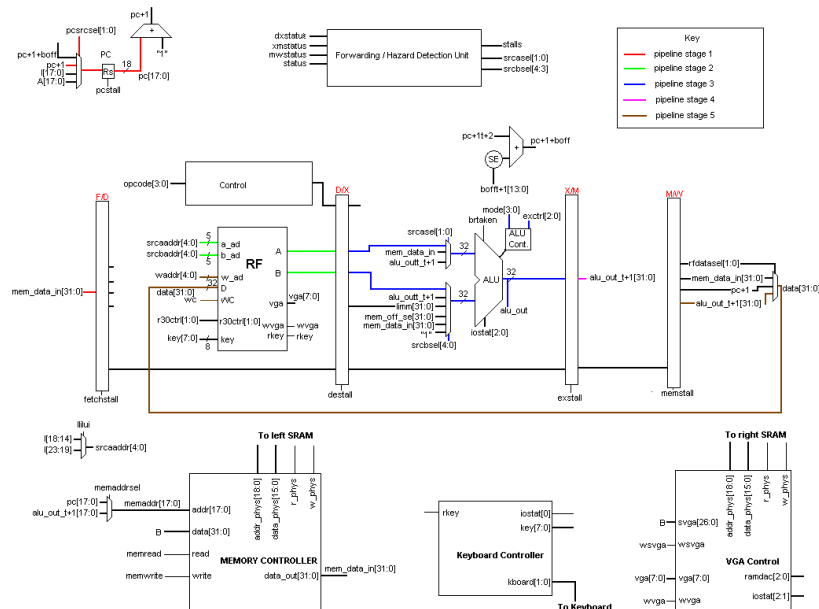 pc+1
pcsrcsel[1:0]
+
"1"
pc+1+boff
PC
pc+1
I[17:0]
A[17:0]
Rs
18
pc[17:0]
pcstall
dxstatus
xmstatus
mwstatus
status
Forwarding / Hazard Detection Unit
stalls
srcasel[1:0]
srcbsel[4:3]
Key
pipeline stage 1
pipeline stage 2
pipeline stage 3
pipeline stage 4
pipeline stage 5
pc+1t+2
+
pc+1+boff
SE
bofft+1[13:0]
opcode[3:0]
Control
F/D
D/X
X/M
M/W
mode[3:0]
exctrl[2:0]
brtaken
ALU
Cont.
srcaaddr[4:0]
5
a_ad
srcbaddr[4:0]
5
b_ad
RF
A
B
waddr[4:0]
5
w_ad
data[31:0]
32
D
wc
WC
vga
vga[7:0]
r30ctrl[1:0]
r30ctrl[1:0]
wvga
wvga
key[7:0]
8
key
rkey
rkey
mem_data_in[31:0]
srcasel[1:0]
mem_data_in
alu_outt_t+1
32
ALU
alu_outt_t+1
limm[31:0]
mem_off_se[31:0]
mem_data_in[31:0]
"1"
srcbsel[4:0]
32
iostat[2:0]
32
alu_out
alu_out_t+1[31:0]
rfdatasel[1:0]
mem_data_in[31:0]
pc+1
alu_out_t+1[31:0]
data[31:0]
fetchstall
destall
exstall
memstall
llilui
I[18:14]
I[23:19]
srcaaddr[4:0]
To left SRAM
addr_phys[18:0]
data_phys[15:0]
r_phys
w_phys
memaddrsel
pc[17:0]
alu_out_t+1[17:0]
memaddr[17:0]
addr[17:0]
B
data[31:0]
memread
read
memwrite
write
MEMORY CONTROLLER
data_out[31:0]
mem_data_in[31:0]
rkey
iostat[0]
key[7:0]
Keyboard Controller
kboard[1:0]
To Keyboard
To right SRAM
addr_phys[18:0]
data_phys[15:0]
r_phys
w_phys
B
svga[26:0]
wsvga
wsvga
VGA Control
vga[7:0]
vga[7:0]
ramdac[2:0]
wvga
wvga
iostat[2:1]